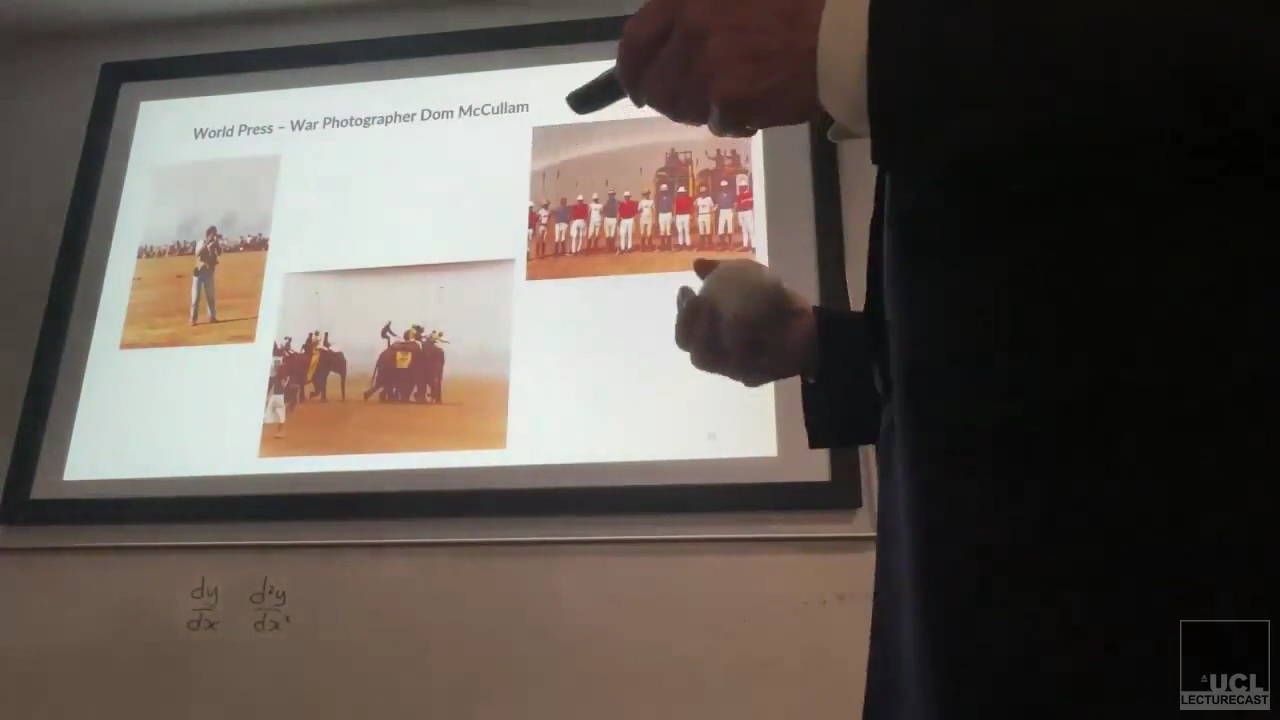 World Press – War Photographer Dom McCullam
dy d²y
dx dx²
UCL
LECTURECAST